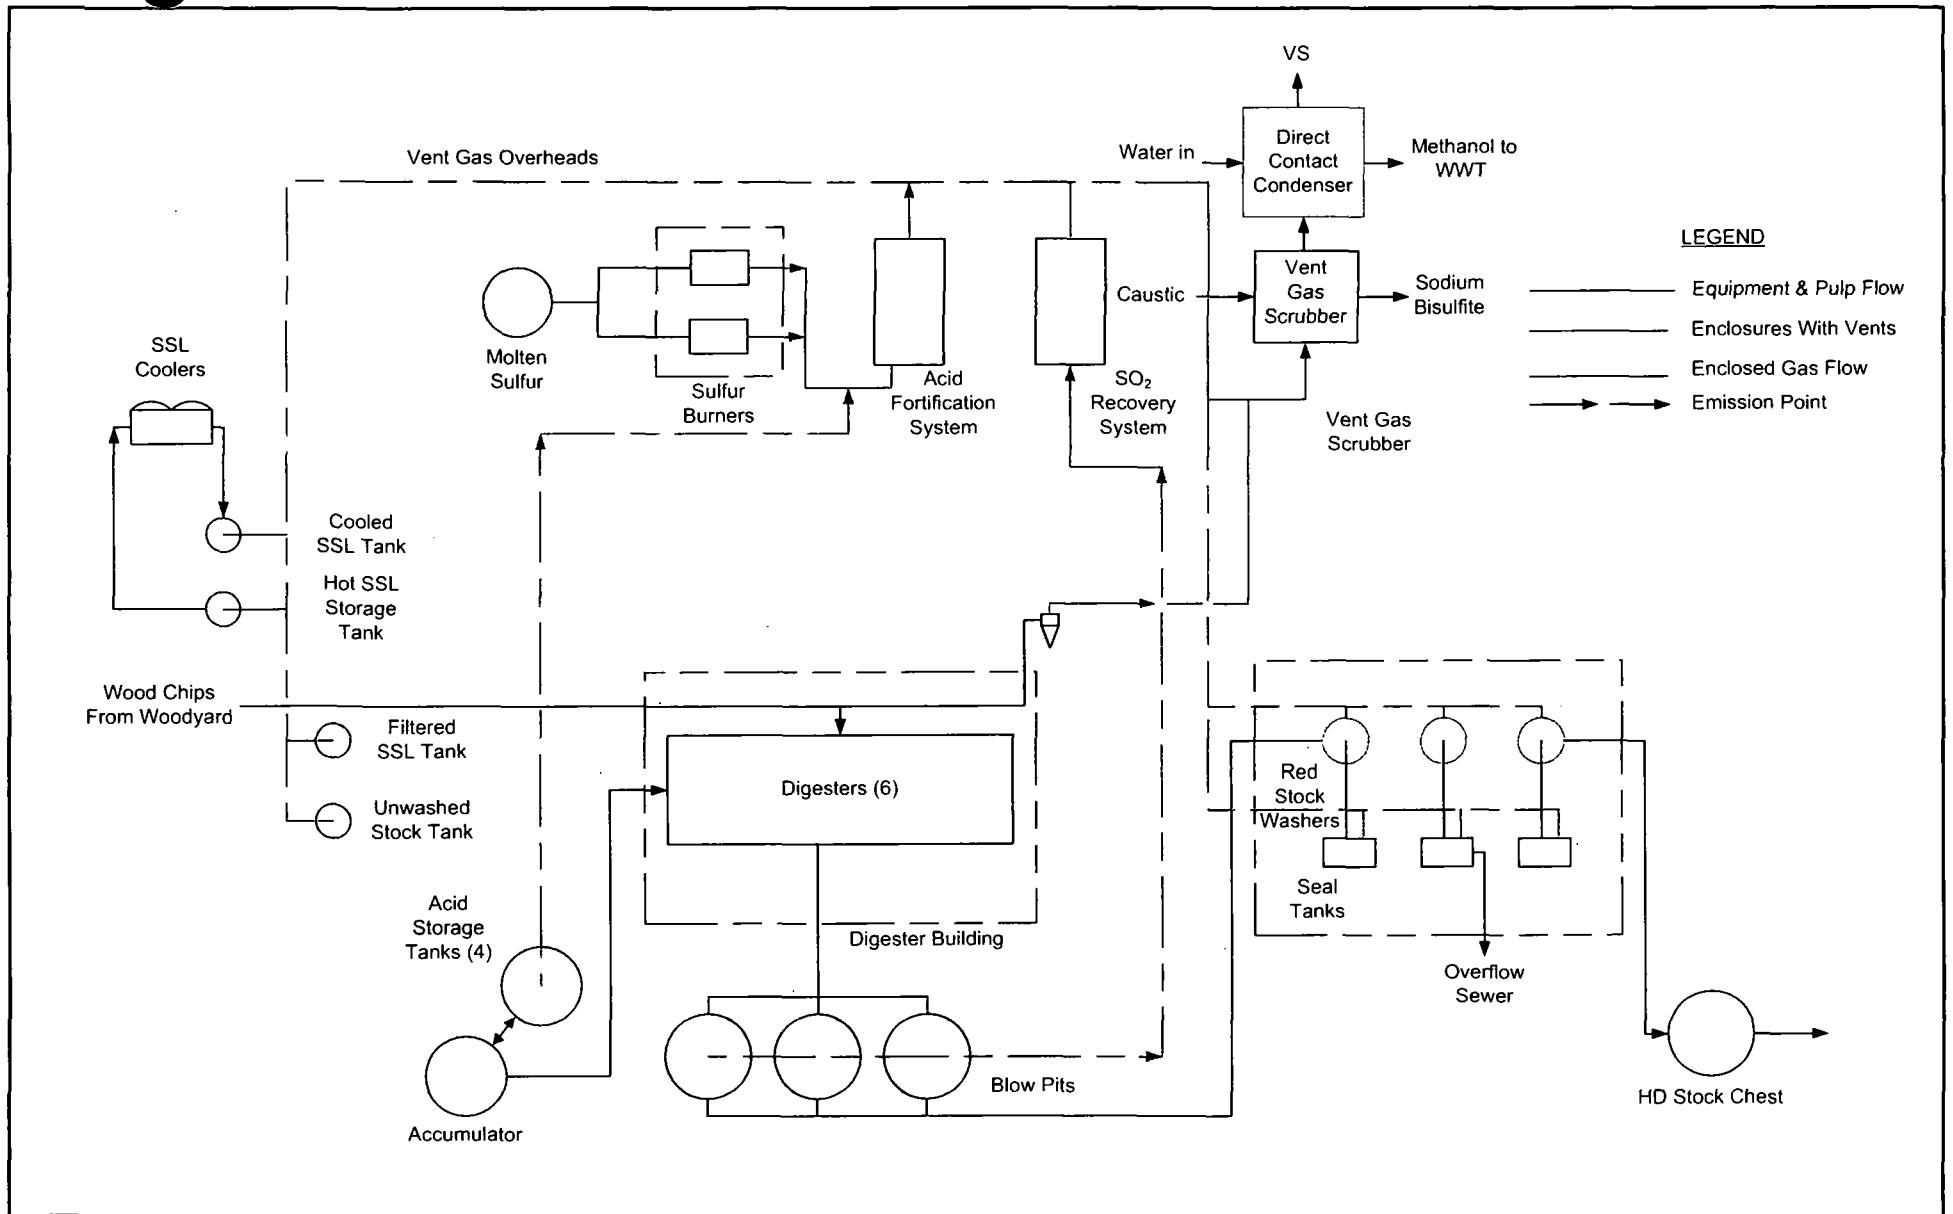 VS
Direct
Contact
Condenser
Water in
Methanol to
WWT
Vent Gas Overheads
LEGEND
Equipment & Pulp Flow
Enclosures With Vents
Enclosed Gas Flow
Emission Point
Vent
Gas
Scrubber
Caustic
Sodium
Bisulfite
Molten
Sulfur
Sulfur
Burners
Acid
Fortification
System
SO₂
Recovery
System
Vent Gas
Scrubber
SSL
Coolers
Cooled
SSL Tank
Hot SSL
Storage
Tank
Wood Chips
From Woodyard
Filtered
SSL Tank
Unwashed
Stock Tank
Digesters (6)
Digester Building
Red
Stock
Washers
Seal
Tanks
Overflow
Sewer
Acid
Storage
Tanks (4)
Accumulator
Blow Pits
HD Stock Chest